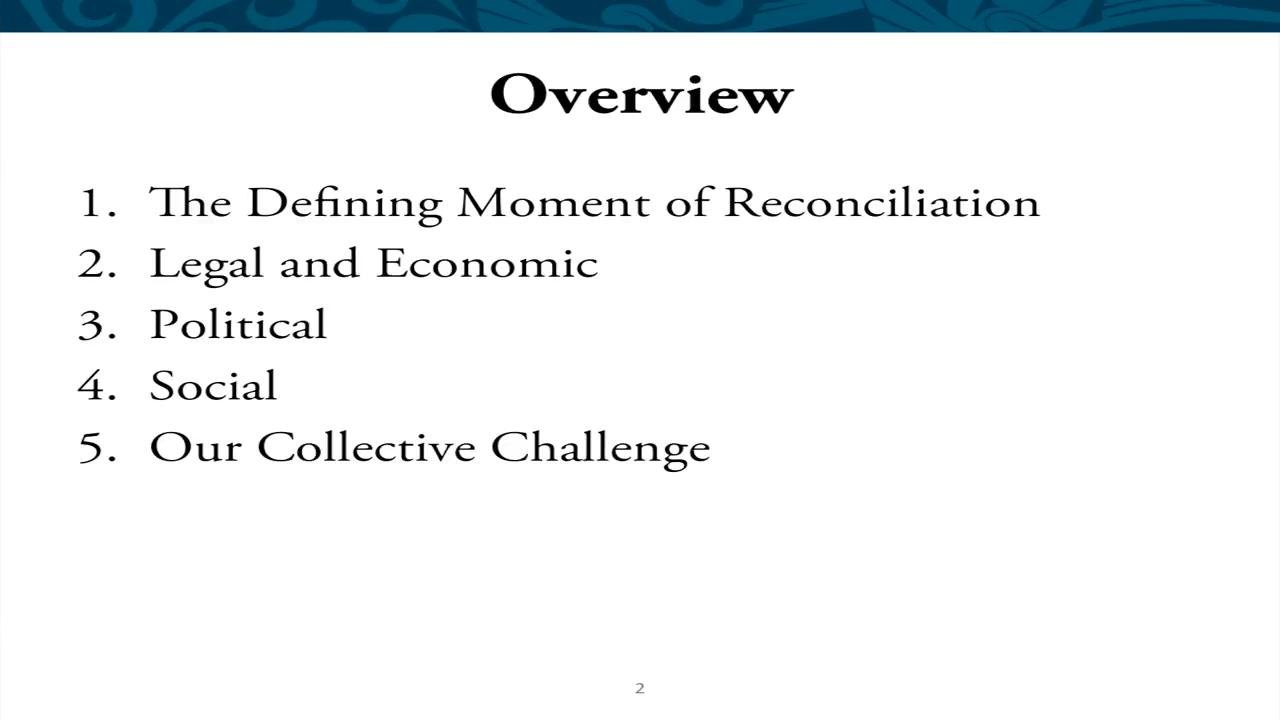 Overview
1. The Defining Moment of Reconciliation
2. Legal and Economic
3. Political
4. Social
5. Our Collective Challenge
2